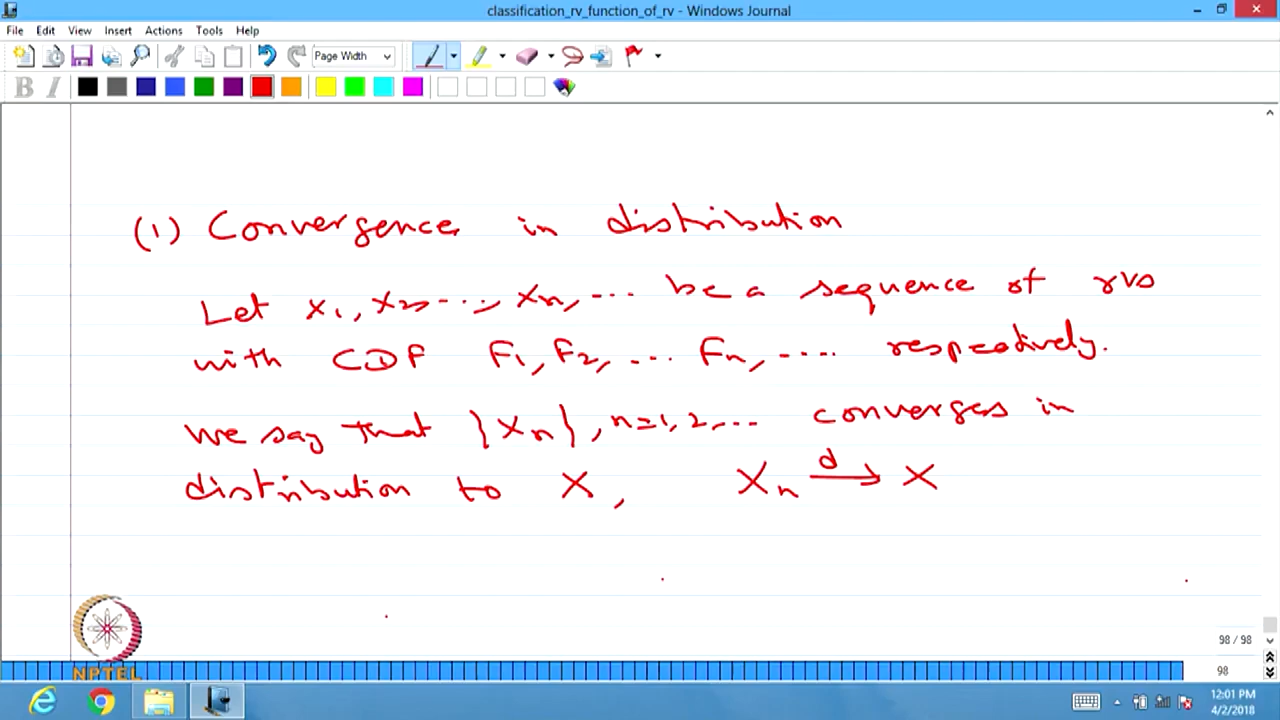 classification_rv_function_of_rv - Windows Journal
File Edit View Insert Actions Tools Help
Page Width
B I
(1) Convergence in distribution
Let X1, X2, ..., Xn, ... be a sequence of rvs
with CDF F1, F2, ... Fn, .... respectively.
We say that {Xn}, n=1,2,... converges in
distribution to X, Xn d→ X
98 / 98
NPTEL
98
12:01 PM
4/2/2018